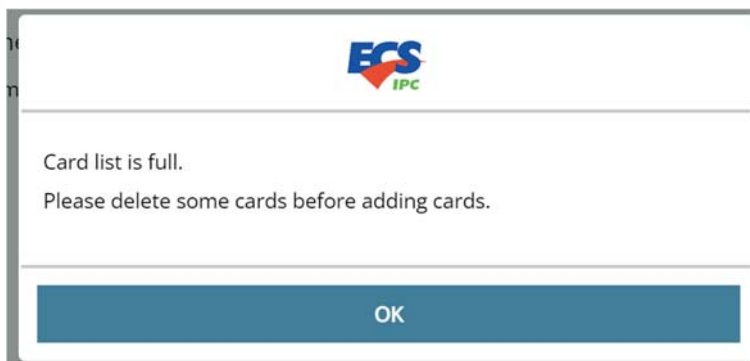 ECS
IPC
Card list is full.
Please delete some cards before adding cards.
OK